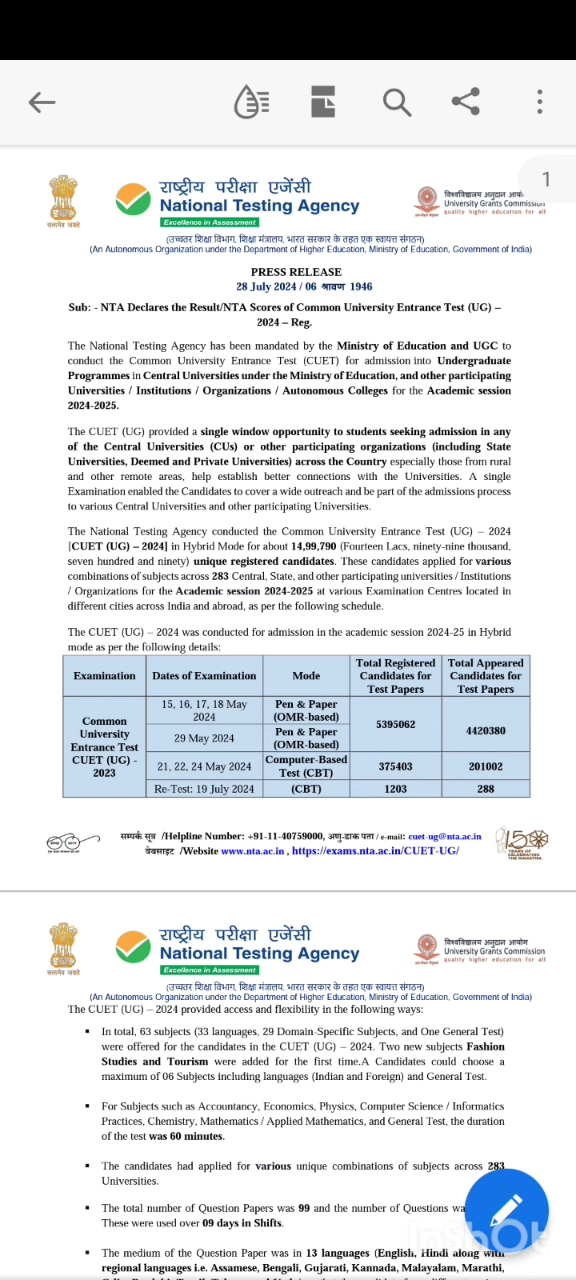 1
राष्ट्रीय परीक्षा एजेंसी
National Testing Agency
Excellence in Assessment
सत्यमेव जयते
विश्वविद्यालय अनुदान
University Grants Commission
quality higher education for all
(उच्चतर शिक्षा विभाग, शिक्षा मंत्रालय, भारत सरकार के तहत एक स्वायत्त संगठन)
(An Autonomous Organization under the Department of Higher Education, Ministry of Education, Government of India)
PRESS RELEASE
28 July 2024 / 06 श्रावण 1946
Sub: - NTA Declares the Result/NTA Scores of Common University Entrance Test (UG) –
2024 – Reg.
The National Testing Agency has been mandated by the Ministry of Education and UGC to
conduct the Common University Entrance Test (CUET) for admission into Undergraduate
Programmes in Central Universities under the Ministry of Education, and other participating
Universities / Institutions / Organizations / Autonomous Colleges for the Academic session
2024-2025.
The CUET (UG) provided a single window opportunity to students seeking admission in any
of the Central Universities (CUs) or other participating organizations (including State
Universities, Deemed and Private Universities) across the Country especially those from rural
and other remote areas, help establish better connections with the Universities. A single
Examination enabled the Candidates to cover a wide outreach and be part of the admissions process
to various Central Universities and other participating Universities.
The National Testing Agency conducted the Common University Entrance Test (UG) – 2024
[CUET (UG) – 2024] in Hybrid Mode for about 14,99,790 (Fourteen Lacs, ninety-nine thousand,
seven hundred and ninety) unique registered candidates. These candidates applied for various
combinations of subjects across 283 Central, State, and other participating universities / Institutions
/ Organizations for the Academic session 2024-2025 at various Examination Centres located in
different cities across India and abroad, as per the following schedule.
The CUET (UG) – 2024 was conducted for admission in the academic session 2024-25 in Hybrid
mode as per the following details:
Examination Dates of Examination Mode Total Registered Candidates for Test Papers Total Appeared Candidates for Test Papers
Common University Entrance Test CUET (UG) - 2023
15, 16, 17, 18 May 2024 Pen & Paper (OMR-based) 5395062 4420380
29 May 2024 Pen & Paper (OMR-based)
21, 22, 24 May 2024 Computer-Based Test (CBT) 375403 201002
Re-Test: 19 July 2024 (CBT) 1203 288
सम्पर्क सूत्र /Helpline Number: +91-11-40759000, अणु-डाक पता / e-mail: cuet-ug@nta.ac.in
वेबसाइट /Website www.nta.ac.in , https://exams.nta.ac.in/CUET-UG/
150
YEARS OF
CELEBRATING
THE MAHATMA
राष्ट्रीय परीक्षा एजेंसी
National Testing Agency
Excellence in Assessment
सत्यमेव जयते
विश्वविद्यालय अनुदान आयोग
University Grants Commission
quality higher education for all
(उच्चतर शिक्षा विभाग, शिक्षा मंत्रालय, भारत सरकार के तहत एक स्वायत्त संगठन)
(An Autonomous Organization under the Department of Higher Education, Ministry of Education, Government of India)
The CUET (UG) – 2024 provided access and flexibility in the following ways:
▪ In total, 63 subjects (33 languages, 29 Domain-Specific Subjects, and One General Test)
were offered for the candidates in the CUET (UG) – 2024. Two new subjects Fashion
Studies and Tourism were added for the first time.A Candidates could choose a
maximum of 06 Subjects including languages (Indian and Foreign) and General Test.
▪ For Subjects such as Accountancy, Economics, Physics, Computer Science / Informatics
Practices, Chemistry, Mathematics / Applied Mathematics, and General Test, the duration
of the test was 60 minutes.
▪ The candidates had applied for various unique combinations of subjects across 283
Universities.
▪ The total number of Question Papers was 99 and the number of Questions wa
These were used over 09 days in Shifts.
▪ The medium of the Question Paper was in 13 languages (English, Hindi along with
regional languages i.e. Assamese, Bengali, Gujarati, Kannada, Malayalam, Marathi,
InShOt